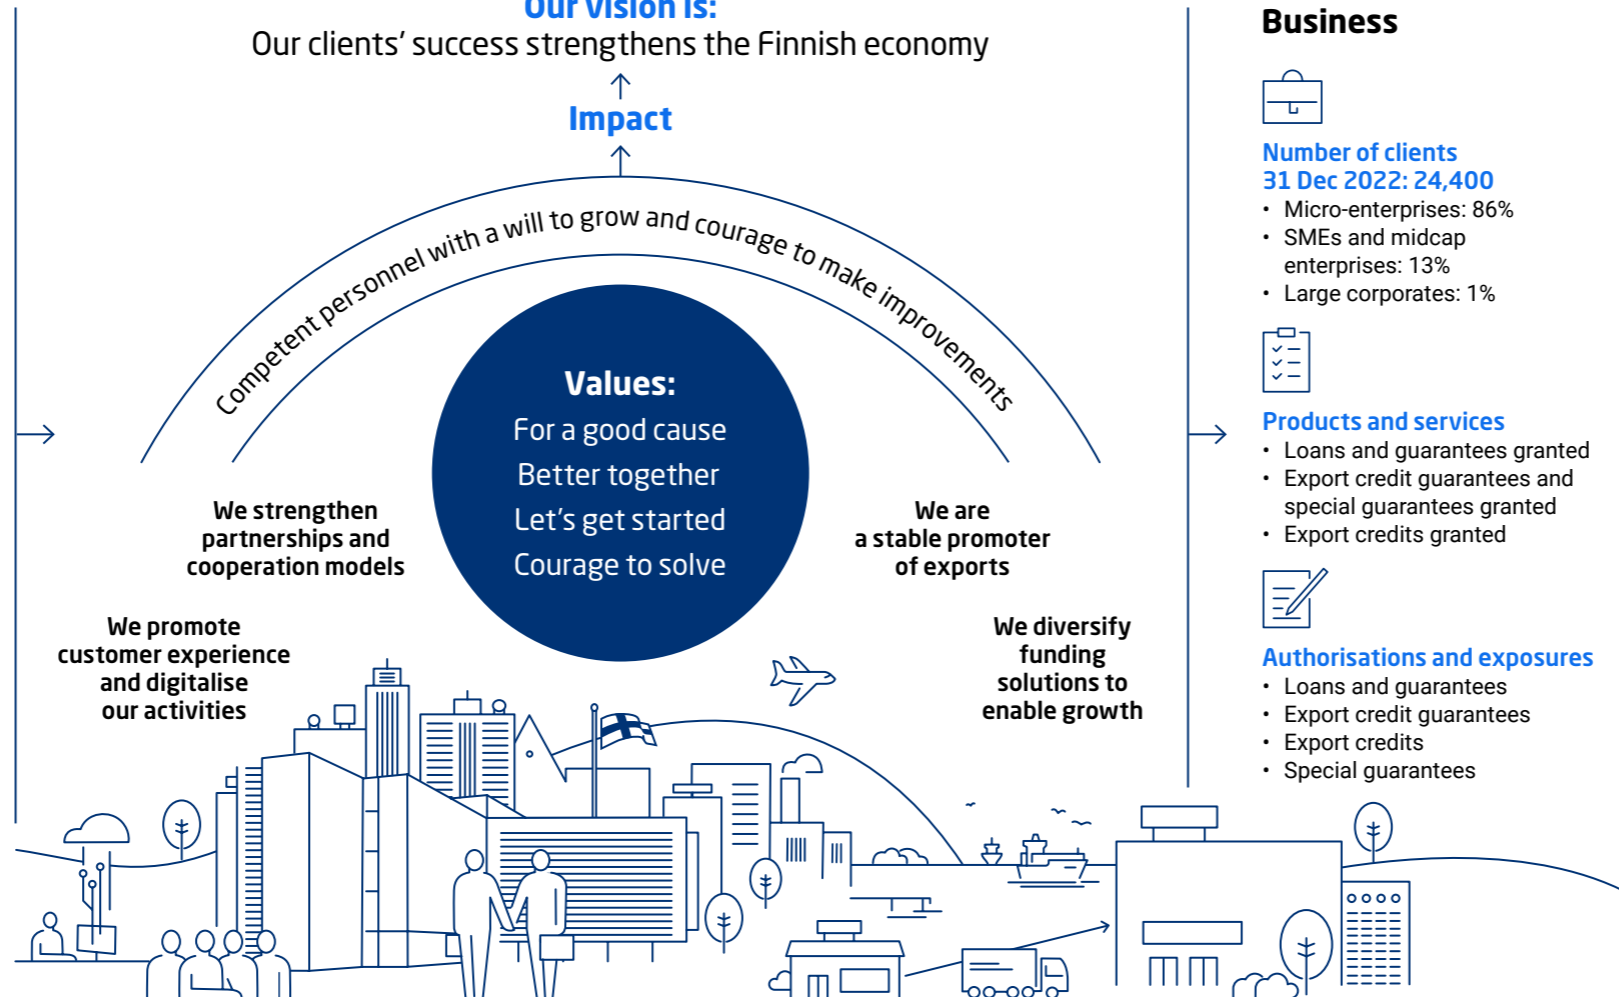 Our vision is:
Our clients’ success strengthens the Finnish economy
Impact
Competent personnel with a will to grow and courage to make improvements
Values:
For a good cause
Better together
Let’s get started
Courage to solve
We strengthen
partnerships and
cooperation models
We promote
customer experience
and digitalise
our activities
We are
a stable promoter
of exports
We diversify
funding
solutions to
enable growth
Business
Number of clients
31 Dec 2022: 24,400
• Micro-enterprises: 86%
• SMEs and midcap
enterprises: 13%
• Large corporates: 1%
Products and services
• Loans and guarantees granted
• Export credit guarantees and
special guarantees granted
• Export credits granted
Authorisations and exposures
• Loans and guarantees
• Export credit guarantees
• Export credits
• Special guarantees